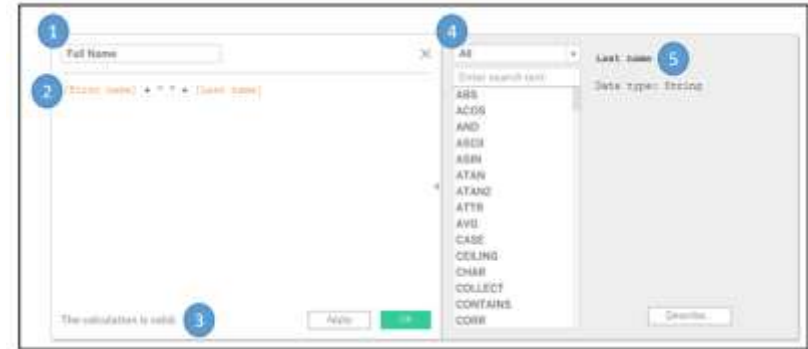 1
Full Name
2
[First name] + " " + [Last name]
The calculation is valid.
3
Apply
OK
4
All
Enter search text
ABS
ACOS
AND
ASCII
ASIN
ATAN
ATAN2
ATTR
AVG
CASE
CEILING
CHAR
COLLECT
CONTAINS
CORR
Last name
5
Data type: String
Describe...